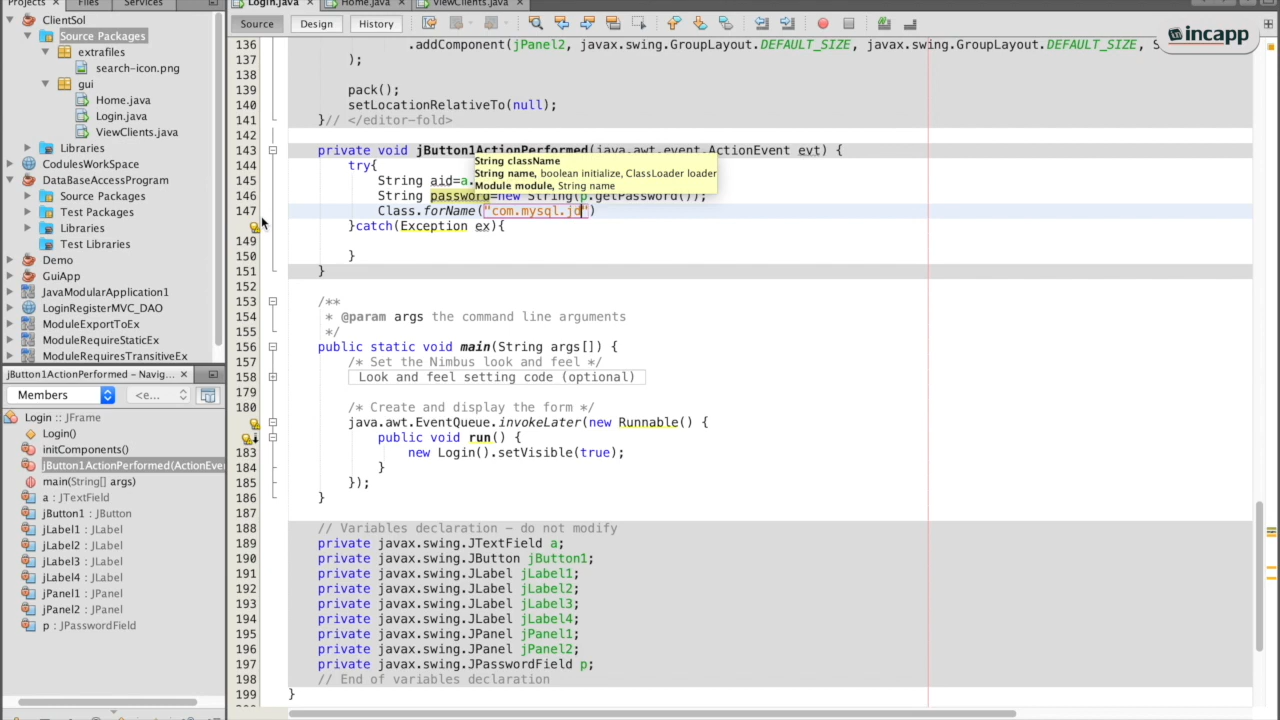 Projects × Files Services
Login.java × Home.java × ViewClients.java ×
Source Design History
incapp
ClientSol
Source Packages
extrafiles
search-icon.png
gui
Home.java
Login.java
ViewClients.java
Libraries
CodulesWorkSpace
DataBaseAccessProgram
Source Packages
Test Packages
Libraries
Test Libraries
Demo
GuiApp
JavaModularApplication1
LoginRegisterMVC_DAO
ModuleExportToEx
ModuleRequireStaticEx
ModuleRequiresTransitiveEx
jButton1ActionPerformed – Navig... ×
Members <e...
Login :: JFrame
Login()
initComponents()
jButton1ActionPerformed(ActionEve
main(String[] args)
a : JTextField
jButton1 : JButton
jLabel1 : JLabel
jLabel2 : JLabel
jLabel3 : JLabel
jLabel4 : JLabel
jPanel1 : JPanel
jPanel2 : JPanel
p : JPasswordField
136 .addComponent(jPanel2, javax.swing.GroupLayout.DEFAULT_SIZE, javax.swing.GroupLayout.DEFAULT_SIZE, S
137 );
138
139 pack();
140 setLocationRelativeTo(null);
141 }// </editor-fold>
142
143 private void jButton1ActionPerformed(java.awt.event.ActionEvent evt) {
144 try{
String className
String name, boolean initialize, ClassLoader loader
Module module, String name
145 String aid=a.
146 String password=new String(p.getPassword());
147 Class.forName("com.mysql.jd")
}catch(Exception ex){
149
150 }
151 }
152
153 /**
154 * @param args the command line arguments
155 */
156 public static void main(String args[]) {
157 /* Set the Nimbus look and feel */
158 Look and feel setting code (optional)
179
180 /* Create and display the form */
java.awt.EventQueue.invokeLater(new Runnable() {
public void run() {
183 new Login().setVisible(true);
184 }
185 });
186 }
187
188 // Variables declaration – do not modify
189 private javax.swing.JTextField a;
190 private javax.swing.JButton jButton1;
191 private javax.swing.JLabel jLabel1;
192 private javax.swing.JLabel jLabel2;
193 private javax.swing.JLabel jLabel3;
194 private javax.swing.JLabel jLabel4;
195 private javax.swing.JPanel jPanel1;
196 private javax.swing.JPanel jPanel2;
197 private javax.swing.JPasswordField p;
198 // End of variables declaration
199 }